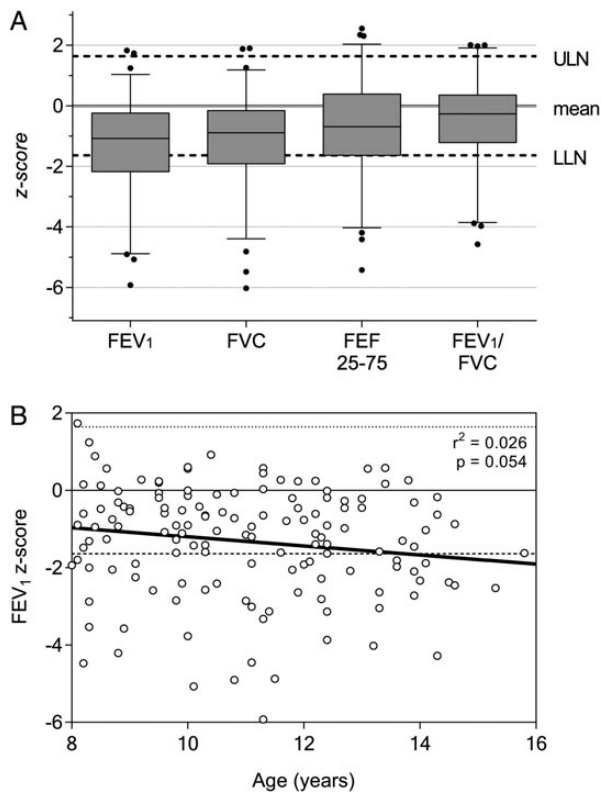 A
2
0
-2
-4
-6
z-score
ULN
mean
LLN
FEV₁
FVC
FEF
25-75
FEV₁/
FVC
B
2
0
-2
-4
-6
FEV₁ z-score
r² = 0.026
p = 0.054
8
10
12
14
16
Age (years)